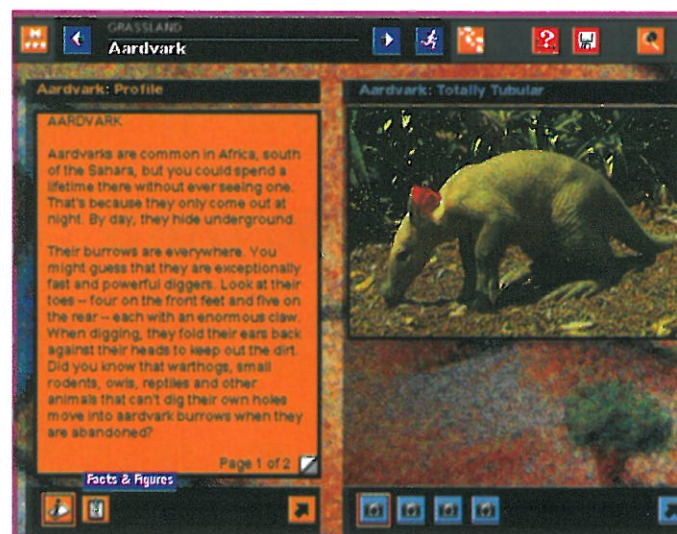 GRASSLAND
Aardvark
Aardvark: Profile
Aardvark: Totally Tubular
AARDVARK
Aardvarks are common in Africa, south
of the Sahara, but you could spend a
lifetime there without ever seeing one.
That's because they only come out at
night. By day, they hide underground.
Their burrows are everywhere. You
might guess that they are exceptionally
fast and powerful diggers. Look at their
toes – four on the front feet and five on
the rear – each with an enormous claw.
When digging, they fold their ears back
against their heads to keep out the dirt.
Did you know that warthogs, small
rodents, owls, reptiles and other
animals that can't dig their own holes
move into aardvark burrows when they
are abandoned?
Page 1 of 2
Facts & Figures